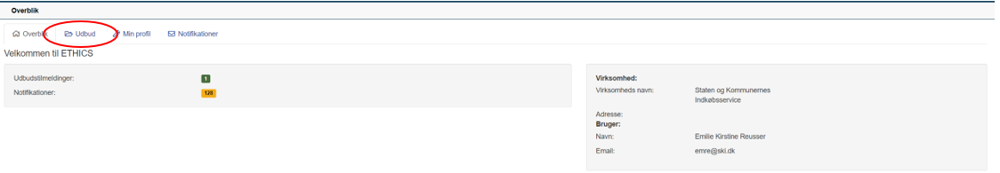 Overblik
Overblik Udbud Min profil Notifikationer
Velkommen til ETHICS
Udbudstilmeldinger: 1
Notifikationer: 128
Virksomhed:
Virksomheds navn: Staten og Kommunernes
Indkøbsservice
Adresse:
Bruger:
Navn: Emilie Kirstine Reusser
Email: emre@ski.dk